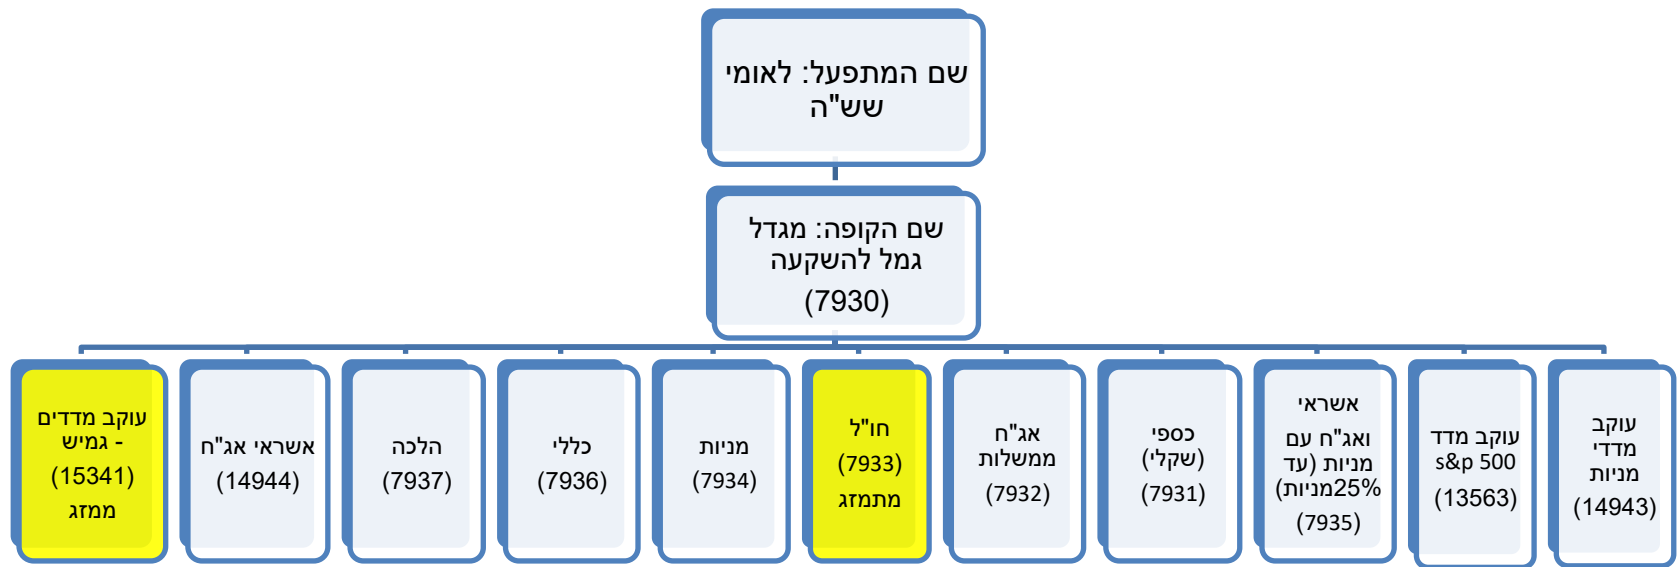 שם המתפעל: לאומי
שש"ה
שם הקופה: מגדל
גמל להשקעה
(7930)
עוקב מדדי
מניות
(14943)
עוקב מדד
s&p 500
(13563)
אשראי
ואג"ח עם
מניות (עד
25%מניות)
(7935)
כספי
(שקלי)
(7931)
אג"ח
ממשלות
(7932)
חו"ל
(7933)
מתמזג
מניות
(7934)
כללי
(7936)
הלכה
(7937)
אשראי אג"ח
(14944)
עוקב מדדים
- גמיש
(15341)
ממזג